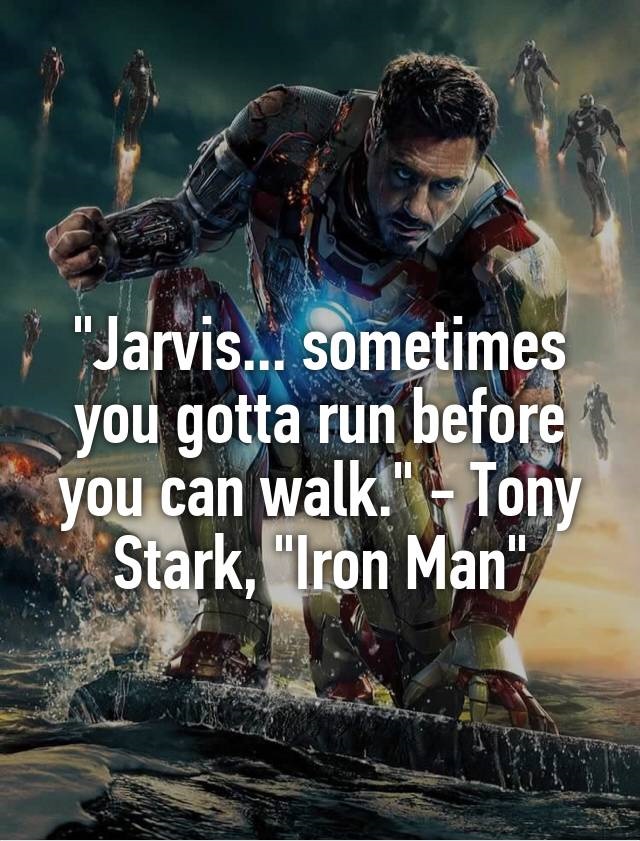 "Jarvis... sometimes
you gotta run before
you can walk." - Tony
Stark, "Iron Man"